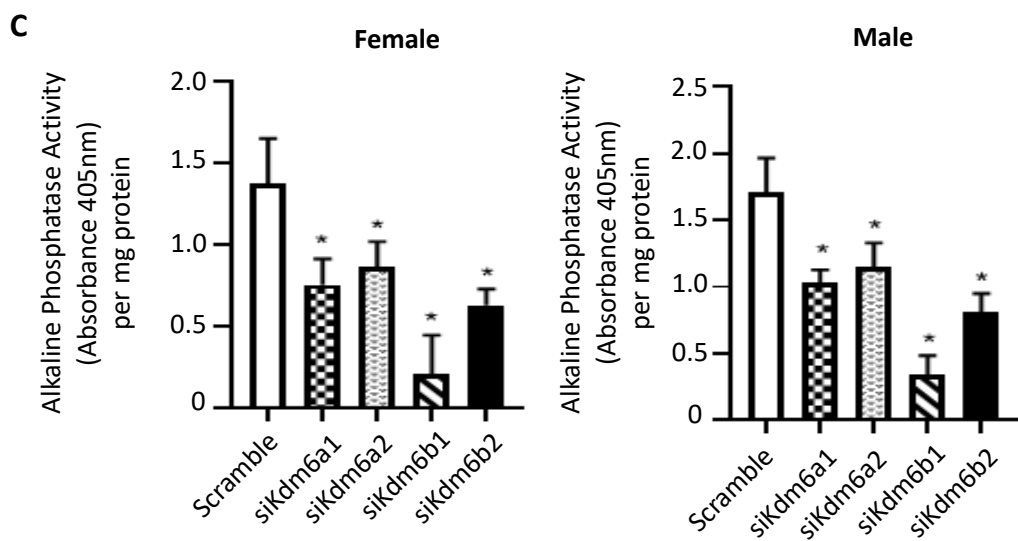 C
Female
Alkaline Phosphatase Activity
(Absorbance 405nm)
per mg protein
2.0
1.5
1.0
0.5
0
*
*
*
*
Scramble
siKdm6a1
siKdm6a2
siKdm6b1
siKdm6b2
Male
Alkaline Phosphatase Activity
(Absorbance 405nm)
per mg protein
2.5
2.0
1.5
1.0
0.5
0
*
*
*
*
Scramble
siKdm6a1
siKdm6a2
siKdm6b1
siKdm6b2